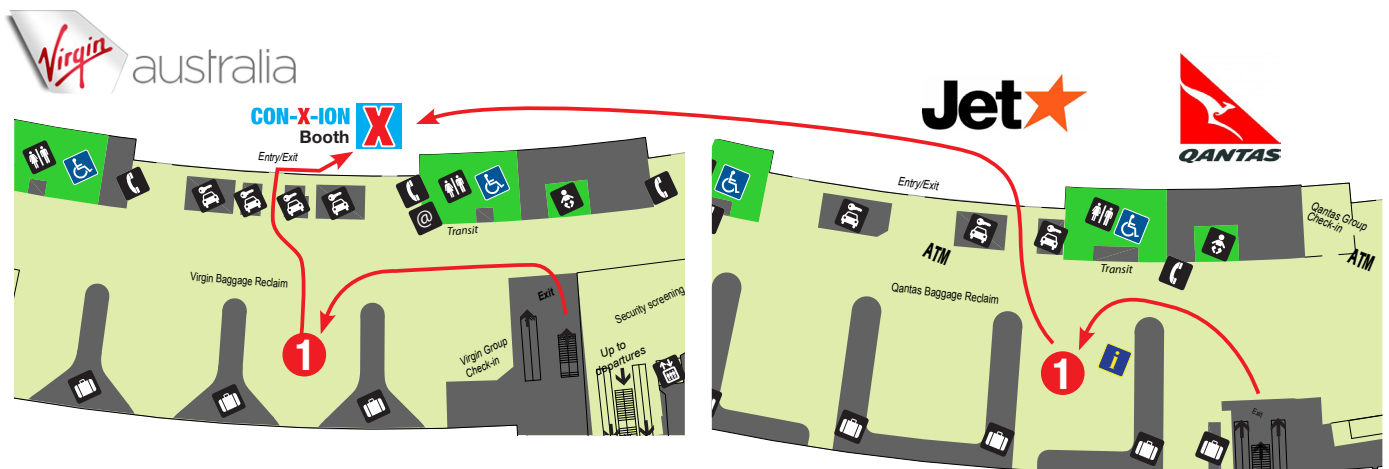 Virgin
australia
CON-X-ION
Booth
X
Entry/Exit
@
Transit
Virgin Baggage Reclaim
1
Virgin Group
Check-in
Exit
Security screening
Up to
departures
Jet
QANTAS
Entry/Exit
ATM
Transit
Qantas Group
Check-in
ATM
Qantas Baggage Reclaim
1
i
Exit